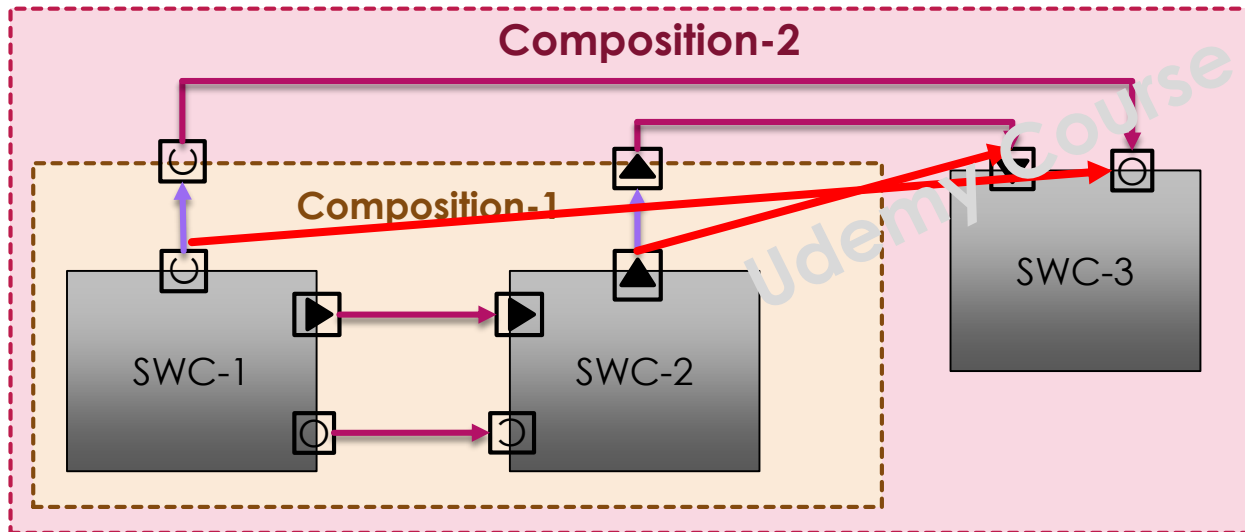 Composition-2
Composition-1
Udemy Course
SWC-3
SWC-1
SWC-2